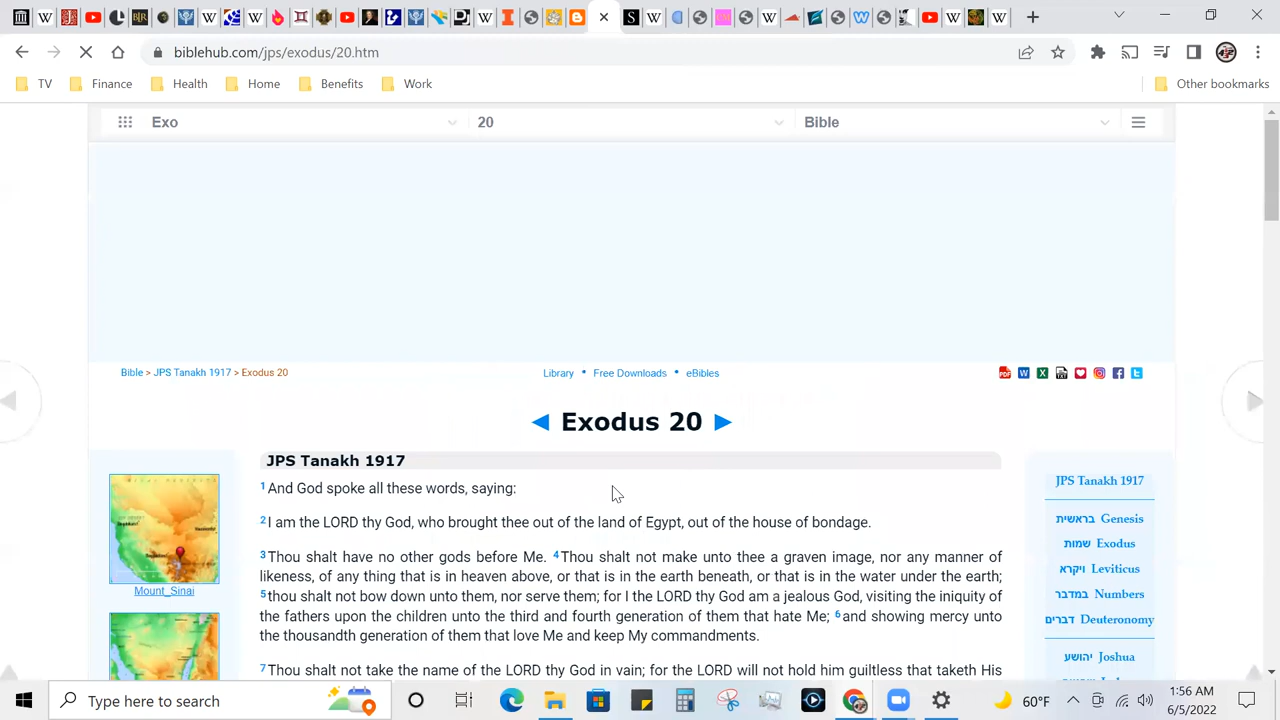 biblehub.com/jps/exodus/20.htm
TV Finance Health Home Benefits Work Other bookmarks
Exo 20 Bible
Bible > JPS Tanakh 1917 > Exodus 20
Library • Free Downloads • eBibles
◄ Exodus 20 ►
JPS Tanakh 1917
1 And God spoke all these words, saying:
2 I am the LORD thy God, who brought thee out of the land of Egypt, out of the house of bondage.
3 Thou shalt have no other gods before Me. 4 Thou shalt not make unto thee a graven image, nor any manner of
likeness, of any thing that is in heaven above, or that is in the earth beneath, or that is in the water under the earth;
5 thou shalt not bow down unto them, nor serve them; for I the LORD thy God am a jealous God, visiting the iniquity of
the fathers upon the children unto the third and fourth generation of them that hate Me; 6 and showing mercy unto
the thousandth generation of them that love Me and keep My commandments.
7 Thou shalt not take the name of the LORD thy God in vain; for the LORD will not hold him guiltless that taketh His
Mount_Sinai
JPS Tanakh 1917
בראשית Genesis
שמות Exodus
ויקרא Leviticus
במדבר Numbers
דברים Deuteronomy
יהושע Joshua
Type here to search
60°F
1:56 AM
6/5/2022